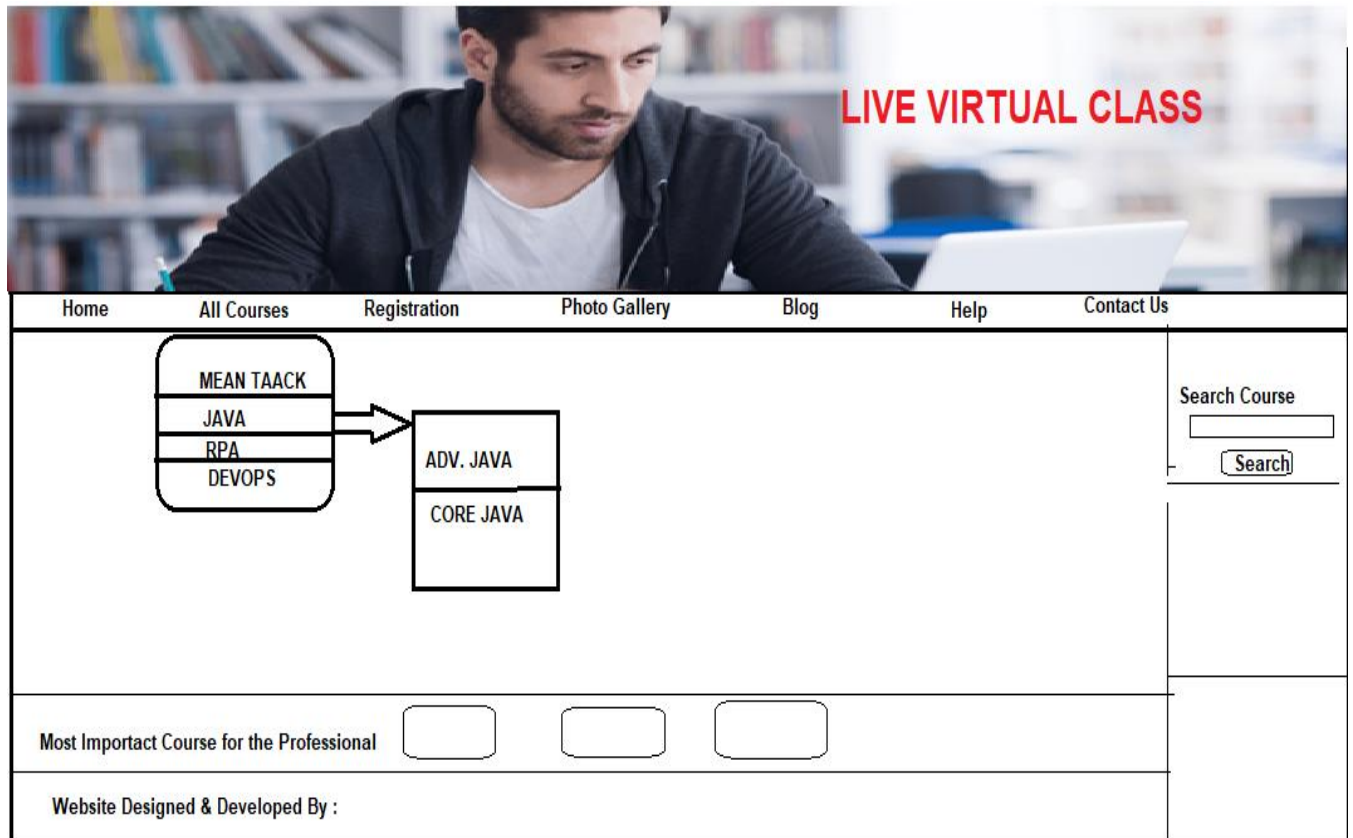 LIVE VIRTUAL CLASS
Home All Courses Registration Photo Gallery Blog Help Contact Us
MEAN TAACK
JAVA
RPA
DEVOPS
ADV. JAVA
CORE JAVA
Search Course
Search
Most Importact Course for the Professional
Website Designed & Developed By :